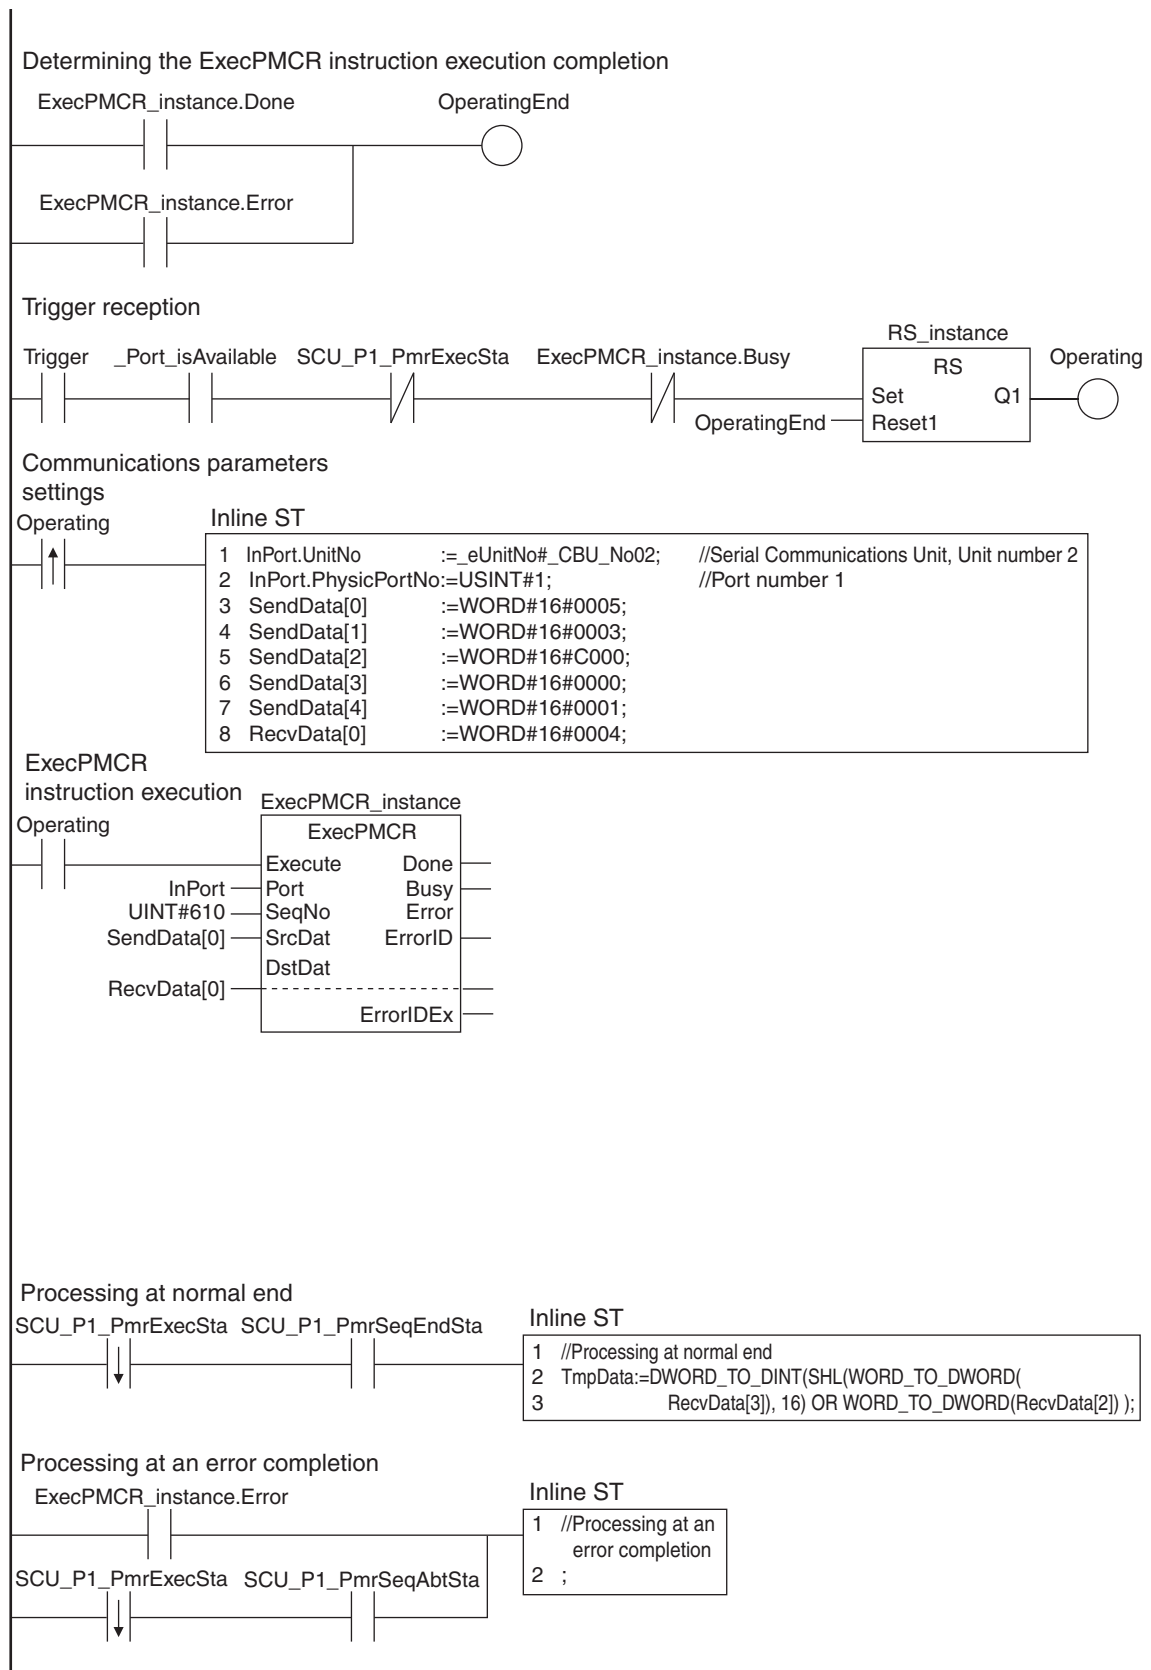 Determining the ExecPMCR instruction execution completion
ExecPMCR_instance.Done OperatingEnd
ExecPMCR_instance.Error
Trigger reception
RS_instance
Trigger _Port_isAvailable SCU_P1_PmrExecSta ExecPMCR_instance.Busy RS Operating
Set Q1
OperatingEnd Reset1
Communications parameters
settings
Operating Inline ST
1 InPort.UnitNo :=_eUnitNo#_CBU_No02; //Serial Communications Unit, Unit number 2
2 InPort.PhysicPortNo:=USINT#1; //Port number 1
3 SendData[0] :=WORD#16#0005;
4 SendData[1] :=WORD#16#0003;
5 SendData[2] :=WORD#16#C000;
6 SendData[3] :=WORD#16#0000;
7 SendData[4] :=WORD#16#0001;
8 RecvData[0] :=WORD#16#0004;
ExecPMCR
instruction execution
ExecPMCR_instance
Operating ExecPMCR
Execute Done
InPort Port Busy
UINT#610 SeqNo Error
SendData[0] SrcDat ErrorID
DstDat
RecvData[0]
ErrorIDEx
Processing at normal end
SCU_P1_PmrExecSta SCU_P1_PmrSeqEndSta Inline ST
1 //Processing at normal end
2 TmpData:=DWORD_TO_DINT(SHL(WORD_TO_DWORD(
3 RecvData[3]), 16) OR WORD_TO_DWORD(RecvData[2]) );
Processing at an error completion
ExecPMCR_instance.Error Inline ST
1 //Processing at an
error completion
2 ;
SCU_P1_PmrExecSta SCU_P1_PmrSeqAbtSta